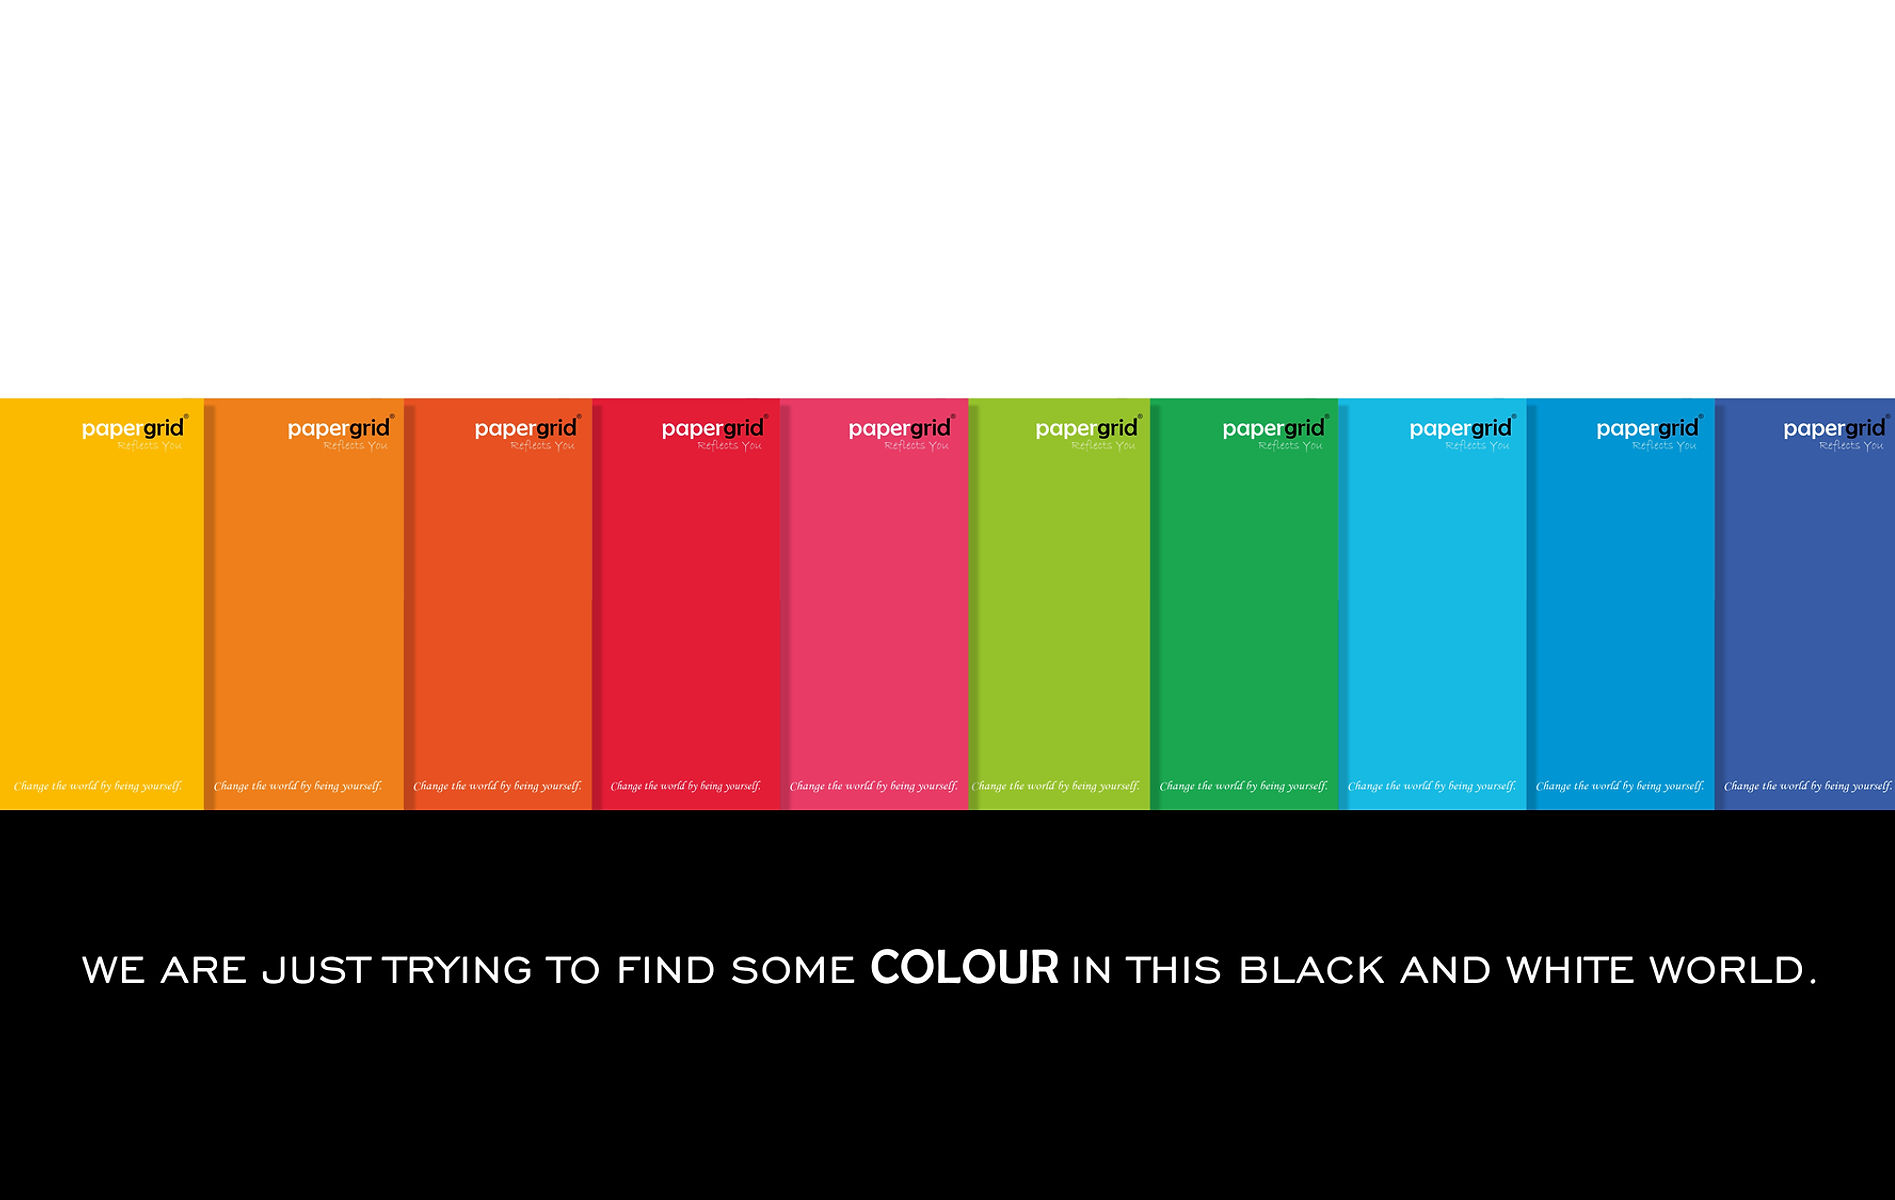 papergrid® papergrid® papergrid® papergrid® papergrid® papergrid® papergrid® papergrid® papergrid® papergrid®
Reflects You Reflects You Reflects You Reflects You Reflects You Reflects You Reflects You Reflects You Reflects You Reflects You
Change the world by being yourself. Change the world by being yourself. Change the world by being yourself. Change the world by being yourself. Change the world by being yourself. Change the world by being yourself. Change the world by being yourself. Change the world by being yourself. Change the world by being yourself. Change the world by being yourself.
WE ARE JUST TRYING TO FIND SOME COLOUR IN THIS BLACK AND WHITE WORLD.